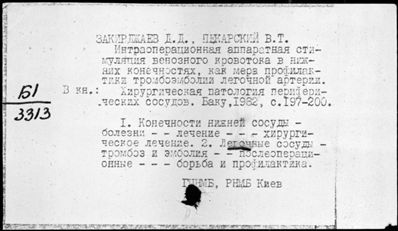 ЗАКИРДЖАЕВ Д.Д., ПЕКАРСКИЙ В.Т.
Интраоперационная аппаратная сти-
муляция венозного кровотока в ниж-
них конечностях, как мера профилак-
тики тромбоэмболии легочной артерии.
В кн.: Хирургическая патология перифери-
ческих сосудов. Баку, 1982, с.197-200.
Б1
3313
1. Конечности нижней сосуды -
болезни - - лечение - - - хирурги-
ческое лечение. 2. Легочные сосуды -
тромбоз и эмболия - - послеопераци-
онные - - - борьба и профилактика.
ГНМБ, РНМБ Киев